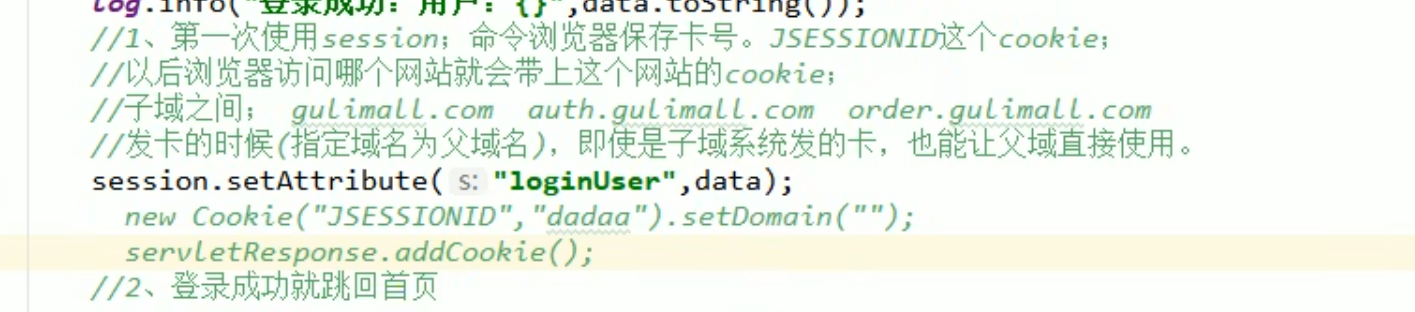 log.info("登录成功：用户：{}",data.toString());
//1、第一次使用session；命令浏览器保存卡号。JSESSIONID这个cookie；
//以后浏览器访问哪个网站就会带上这个网站的cookie；
//子域之间； gulimall.com auth.gulimall.com order.gulimall.com
//发卡的时候(指定域名为父域名)，即使是子域系统发的卡，也能让父域直接使用。
session.setAttribute( s: "loginUser",data);
new Cookie("JSESSIONID","dadaa").setDomain("");
servletResponse.addCookie();
//2、登录成功就跳回首页